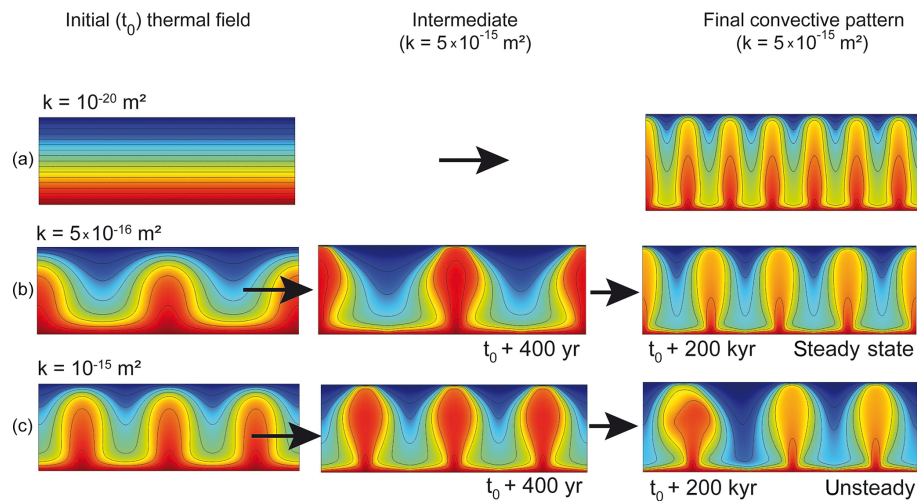 Initial (t₀) thermal field
Intermediate
(k = 5×10⁻¹⁵ m²)
Final convective pattern
(k = 5×10⁻¹⁵ m²)
k = 10⁻²⁰ m²
(a)
k = 5×10⁻¹⁶ m²
(b)
t₀ + 400 yr
t₀ + 200 kyr
Steady state
k = 10⁻¹⁵ m²
(c)
t₀ + 400 yr
t₀ + 200 kyr
Unsteady